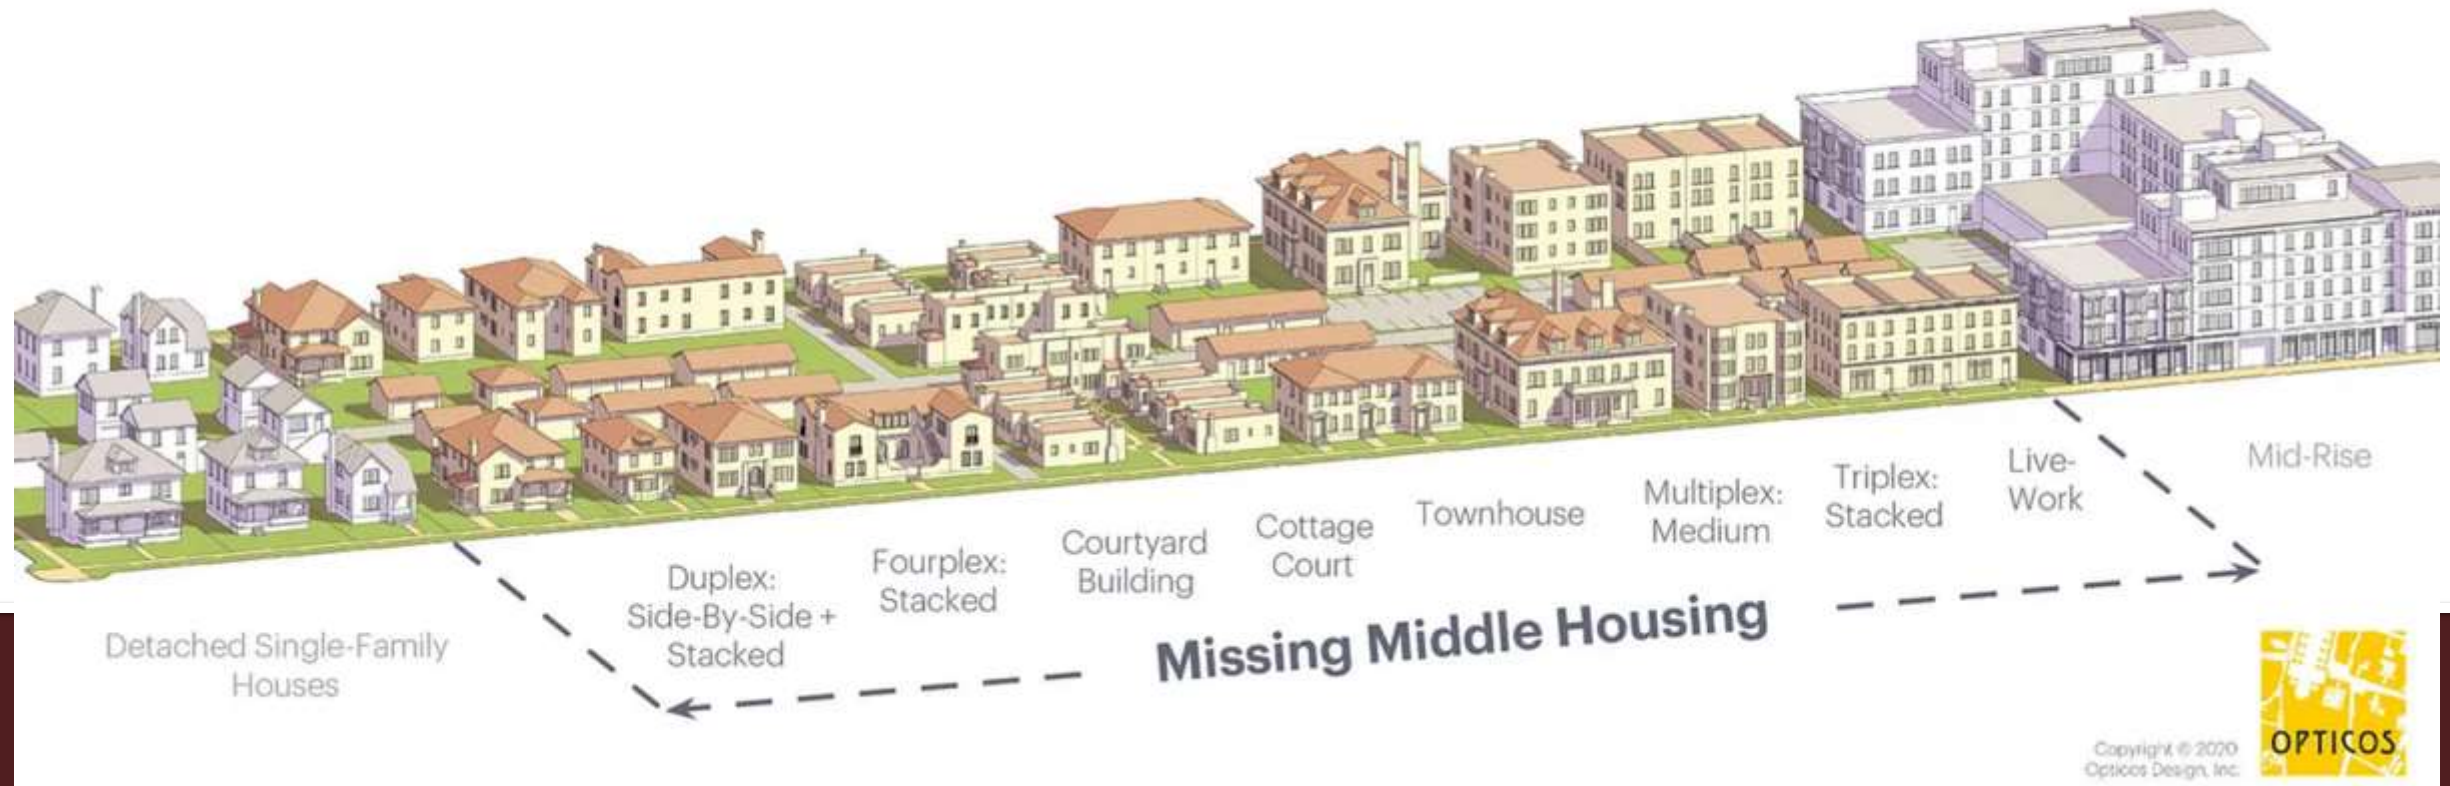 Detached Single-Family
Houses
Duplex:
Side-By-Side +
Stacked
Fourplex:
Stacked
Courtyard
Building
Cottage
Court
Townhouse
Multiplex:
Medium
Triplex:
Stacked
Live-
Work
Mid-Rise
Missing Middle Housing
OPTICOS
Copyright © 2020
Opticos Design, Inc.